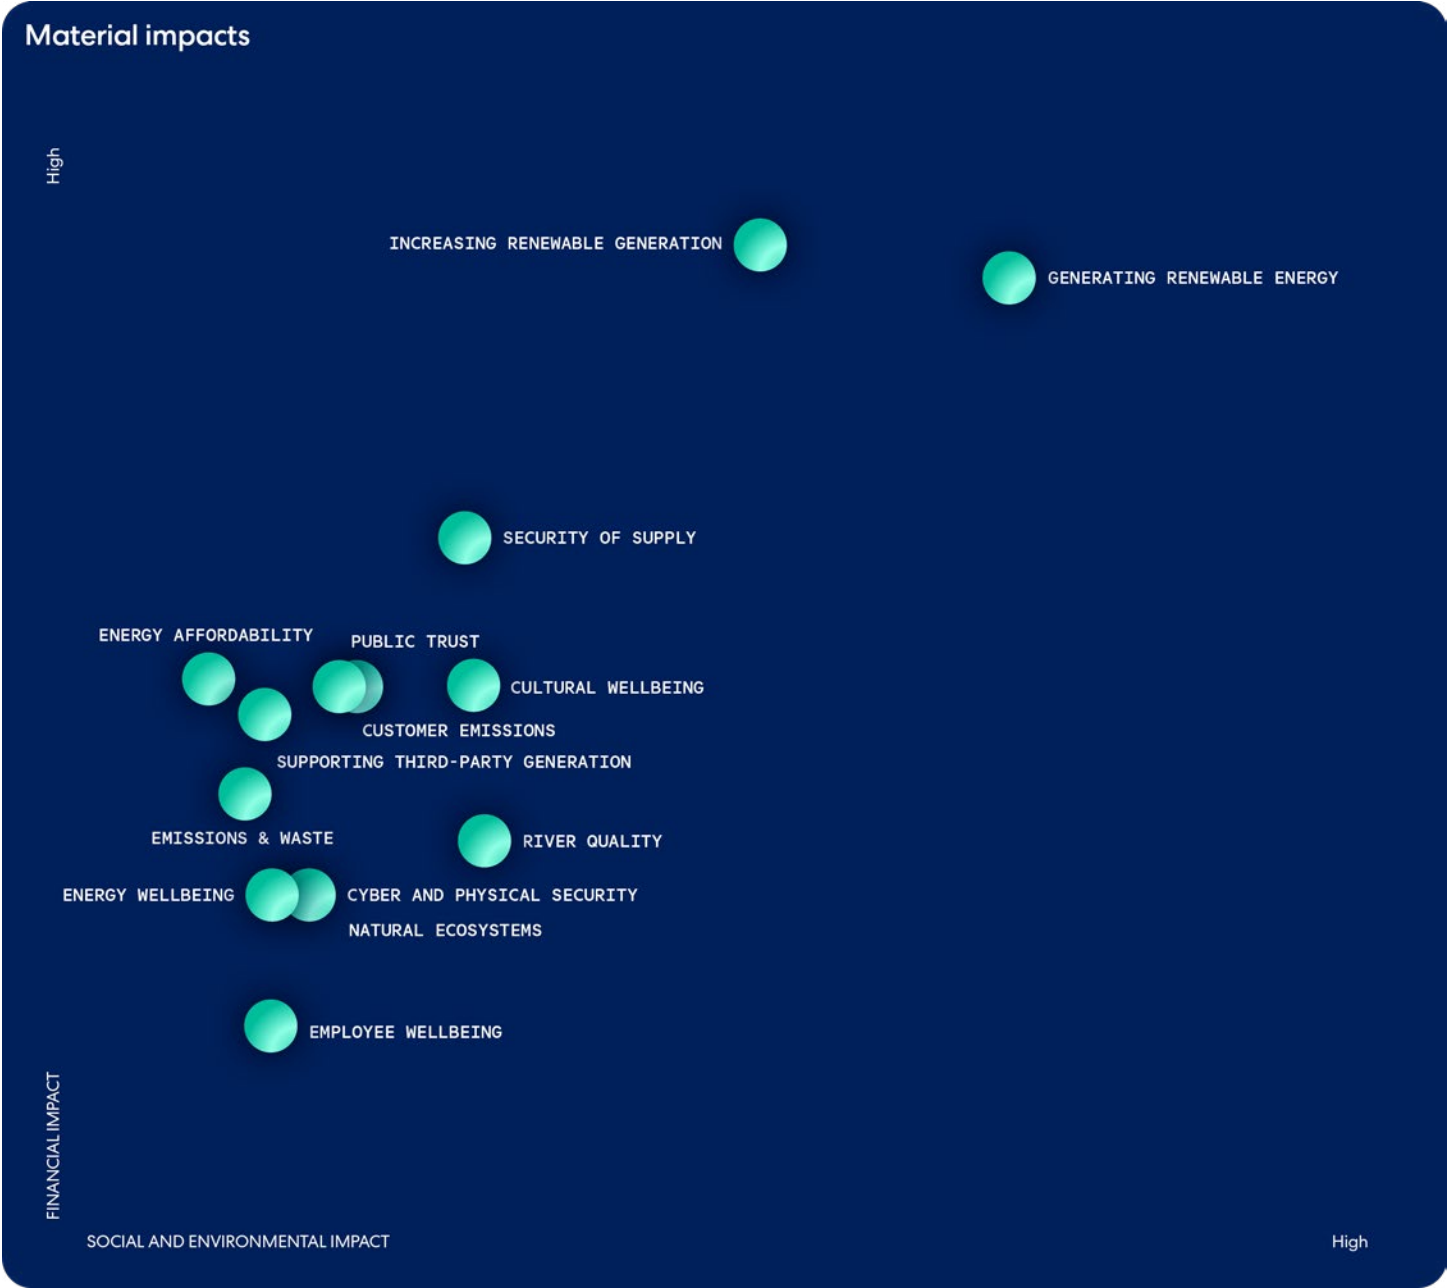 Material impacts
High
INCREASING RENEWABLE GENERATION
GENERATING RENEWABLE ENERGY
SECURITY OF SUPPLY
ENERGY AFFORDABILITY
PUBLIC TRUST
CULTURAL WELLBEING
CUSTOMER EMISSIONS
SUPPORTING THIRD-PARTY GENERATION
EMISSIONS & WASTE
RIVER QUALITY
ENERGY WELLBEING
CYBER AND PHYSICAL SECURITY
NATURAL ECOSYSTEMS
EMPLOYEE WELLBEING
FINANCIAL IMPACT
SOCIAL AND ENVIRONMENTAL IMPACT
High